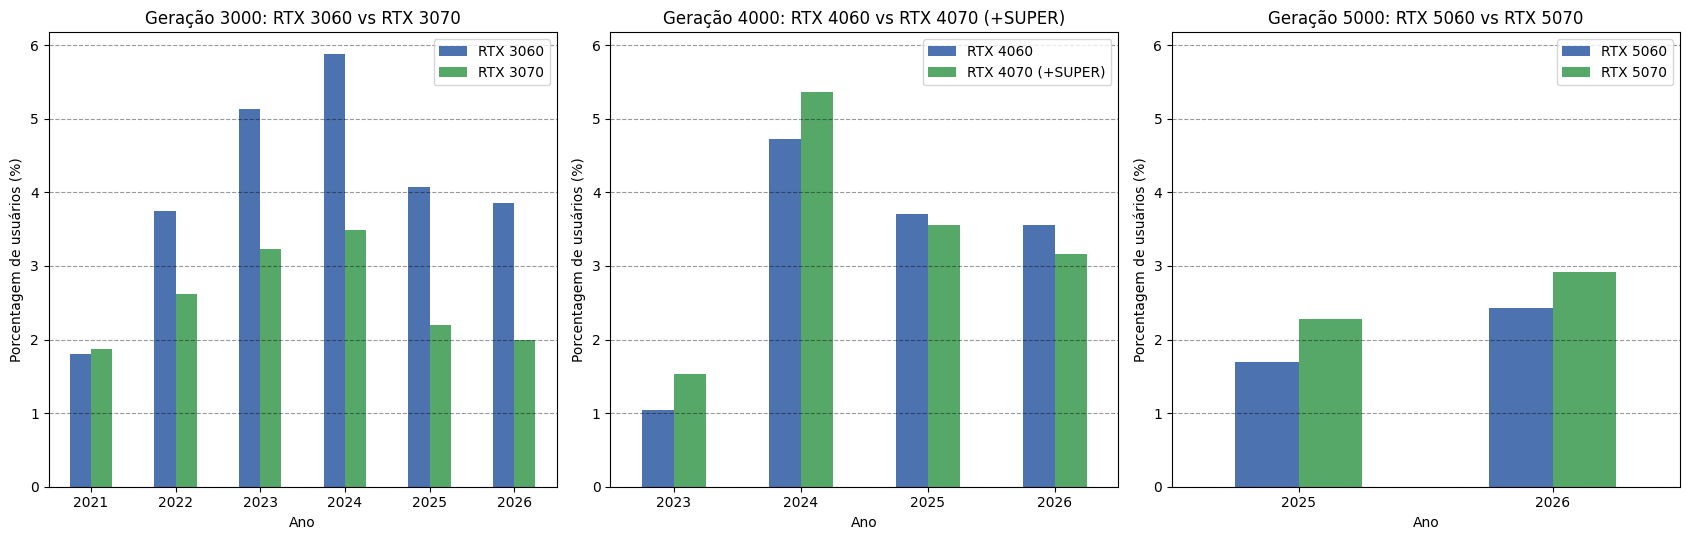 Geração 3000: RTX 3060 vs RTX 3070
RTX 3060
RTX 3070
Porcentagem de usuários (%)
6
5
4
3
2
1
0
2021 2022 2023 2024 2025 2026
Ano
Geração 4000: RTX 4060 vs RTX 4070 (+SUPER)
RTX 4060
RTX 4070 (+SUPER)
Porcentagem de usuários (%)
6
5
4
3
2
1
0
2023 2024 2025 2026
Ano
Geração 5000: RTX 5060 vs RTX 5070
RTX 5060
RTX 5070
Porcentagem de usuários (%)
6
5
4
3
2
1
0
2025 2026
Ano